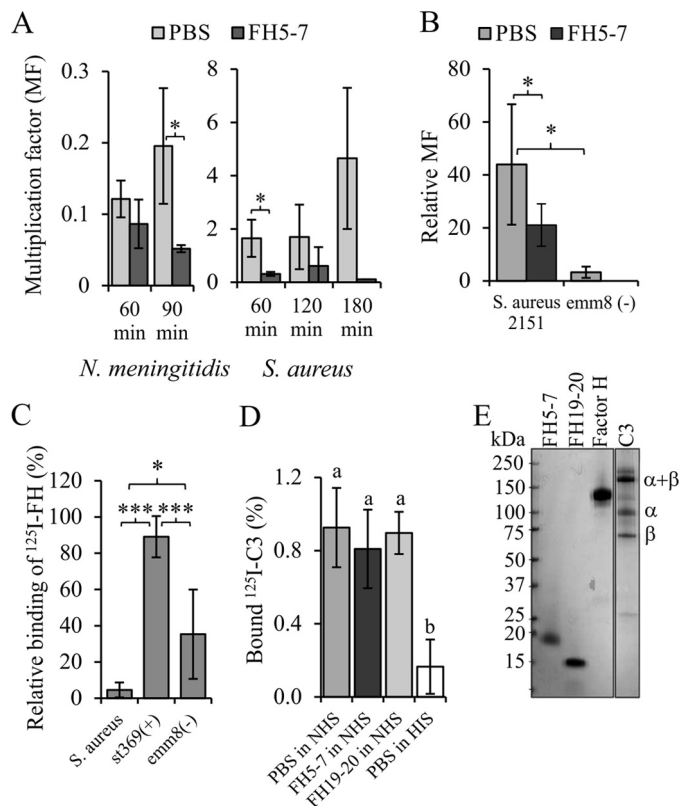 A
PBS FH5-7
Multiplication factor (MF)
0.3
0.2
0.1
0
*
60 min
90 min
N. meningitidis
8
6
4
2
0
*
60 min
120 min
180 min
S. aureus
B
PBS FH5-7
Relative MF
80
60
40
20
0
*
*
S. aureus 2151
emm8 (-)
C
Relative binding of ¹²⁵I-FH (%)
120
100
80
60
40
20
0
*
*** ***
S. aureus
st369(+)
emm8(-)
D
Bound ¹²⁵I-C3 (%)
1.2
0.8
0.4
0.0
a
a
a
b
PBS in NHS
FH5-7 in NHS
FH19-20 in NHS
PBS in HIS
E
kDa
FH5-7
FH19-20
Factor H
C3
250
150
100
75
50
37
25
20
15
α+β
α
β